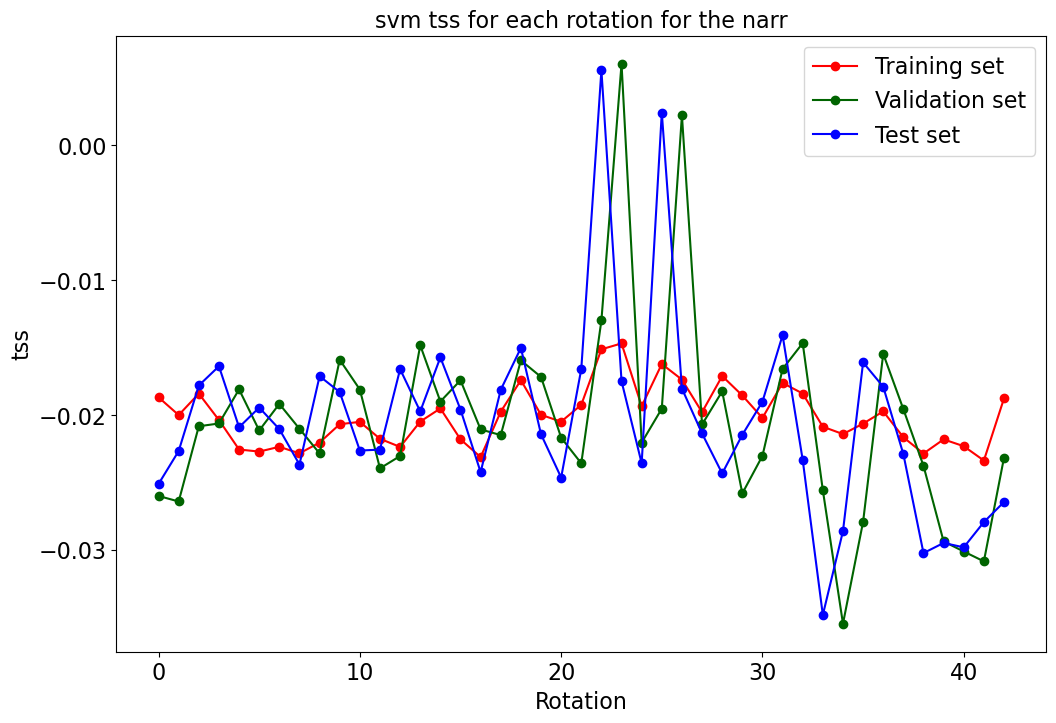 svm tss for each rotation for the narr
Training set
Validation set
Test set
0.00
−0.01
−0.02
−0.03
tss
0 10 20 30 40
Rotation